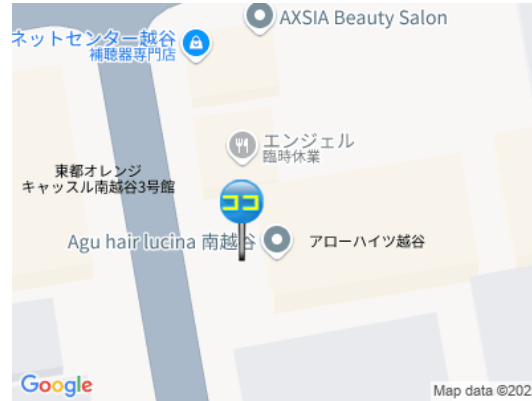 AXSIA Beauty Salon
ネットセンター越谷
補聴器専門店
エンジェル
臨時休業
東都オレンジ
キャッスル南越谷3号館
ココ
Agu hair lucina 南越谷
アローハイツ越谷
Google
Map data ©202